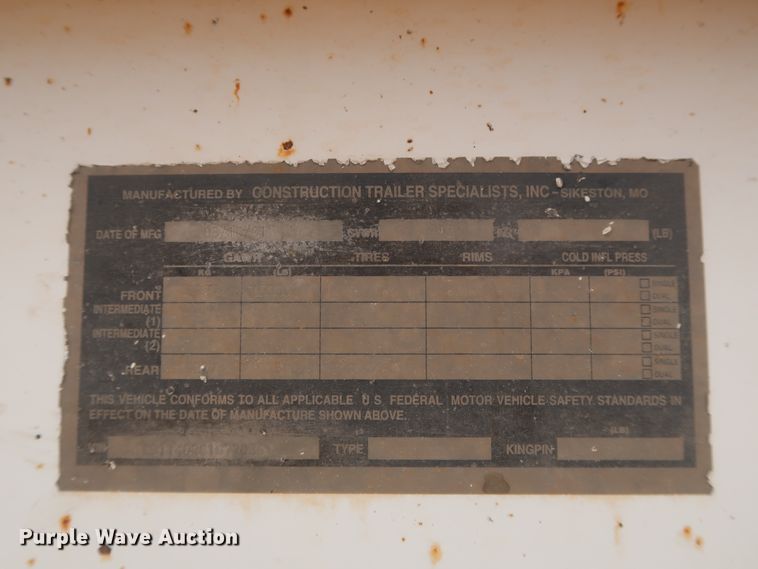 MANUFACTURED BY CONSTRUCTION TRAILER SPECIALISTS, INC - SIKESTON, MO
DATE OF MFG GVWR (LB)
GAWR TIRES RIMS COLD INFL PRESS
KG (LB) KPA (PSI)
FRONT SINGLE
DUAL
INTERMEDIATE (1) SINGLE
DUAL
INTERMEDIATE (2) SINGLE
DUAL
REAR SINGLE
DUAL
THIS VEHICLE CONFORMS TO ALL APPLICABLE U.S. FEDERAL MOTOR VEHICLE SAFETY STANDARDS IN
EFFECT ON THE DATE OF MANUFACTURE SHOWN ABOVE.
(LB)
TYPE KINGPIN
Purple Wave Auction